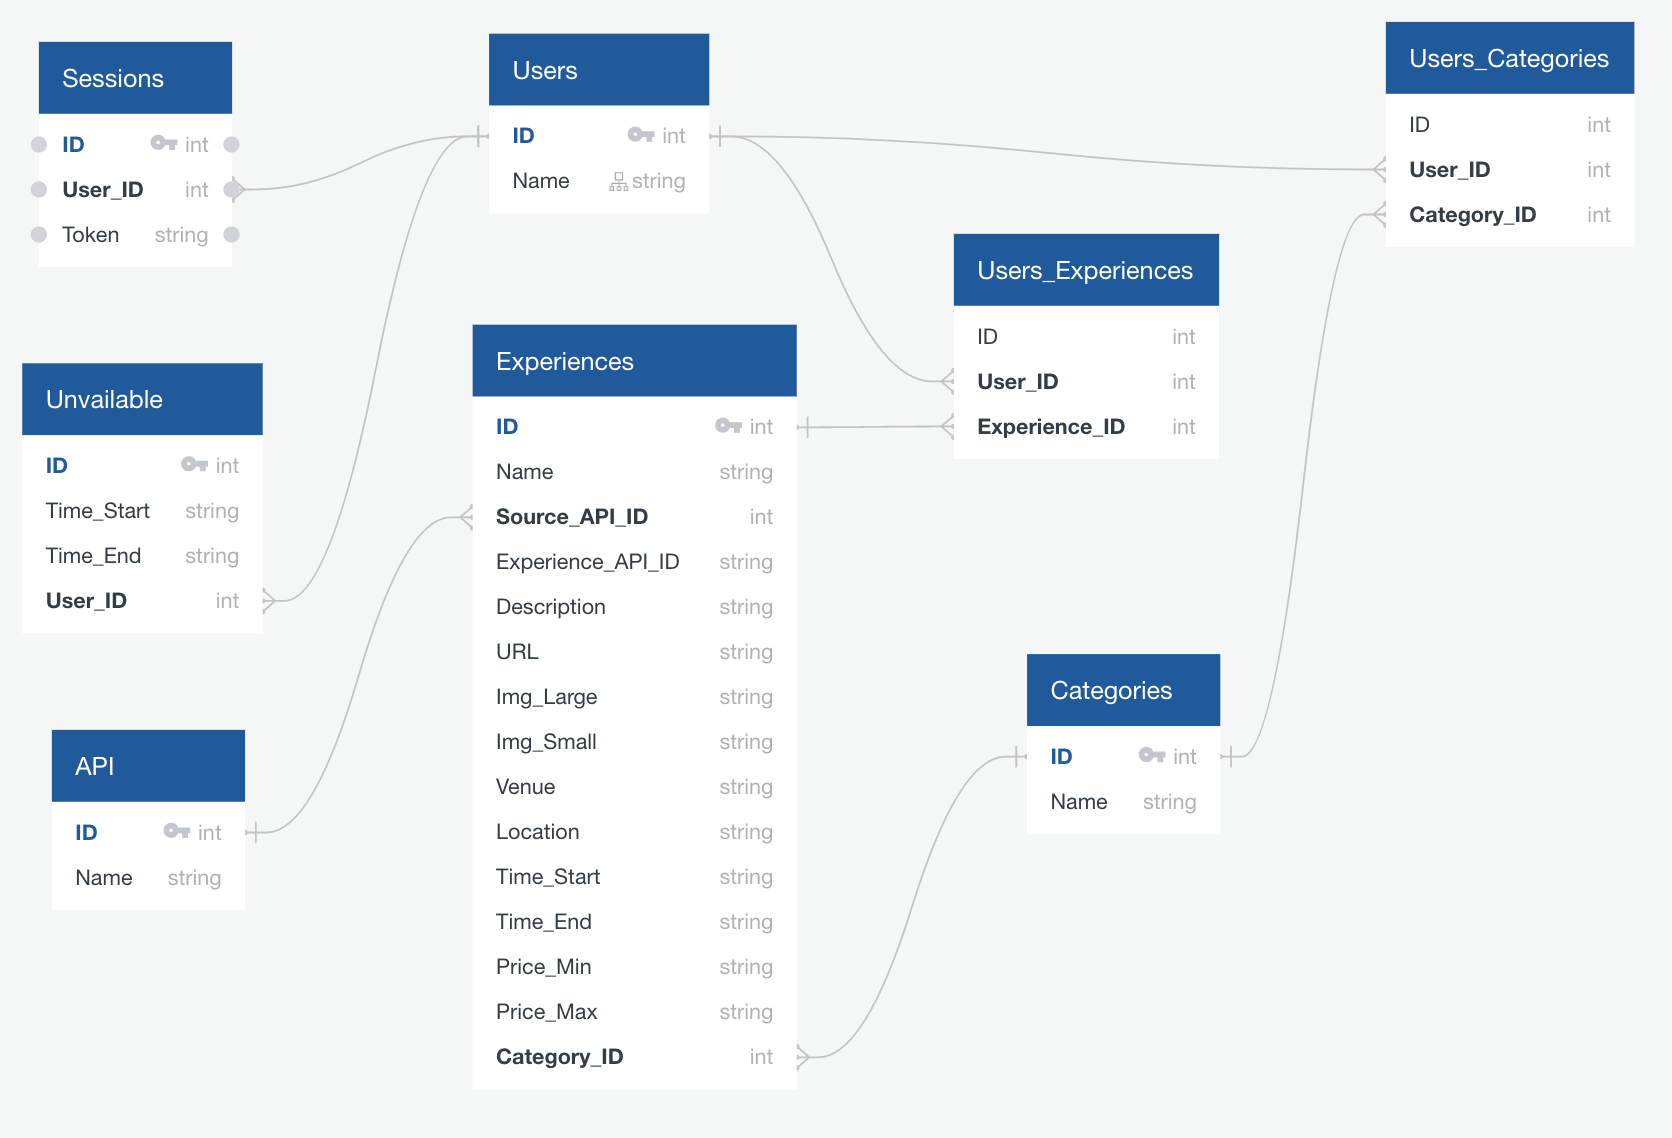 Sessions
ID int
User_ID int
Token string
Users
ID int
Name string
Users_Categories
ID int
User_ID int
Category_ID int
Users_Experiences
ID int
User_ID int
Experience_ID int
Unvailable
ID int
Time_Start string
Time_End string
User_ID int
Experiences
ID int
Name string
Source_API_ID int
Experience_API_ID string
Description string
URL string
Img_Large string
Img_Small string
Venue string
Location string
Time_Start string
Time_End string
Price_Min string
Price_Max string
Category_ID int
API
ID int
Name string
Categories
ID int
Name string